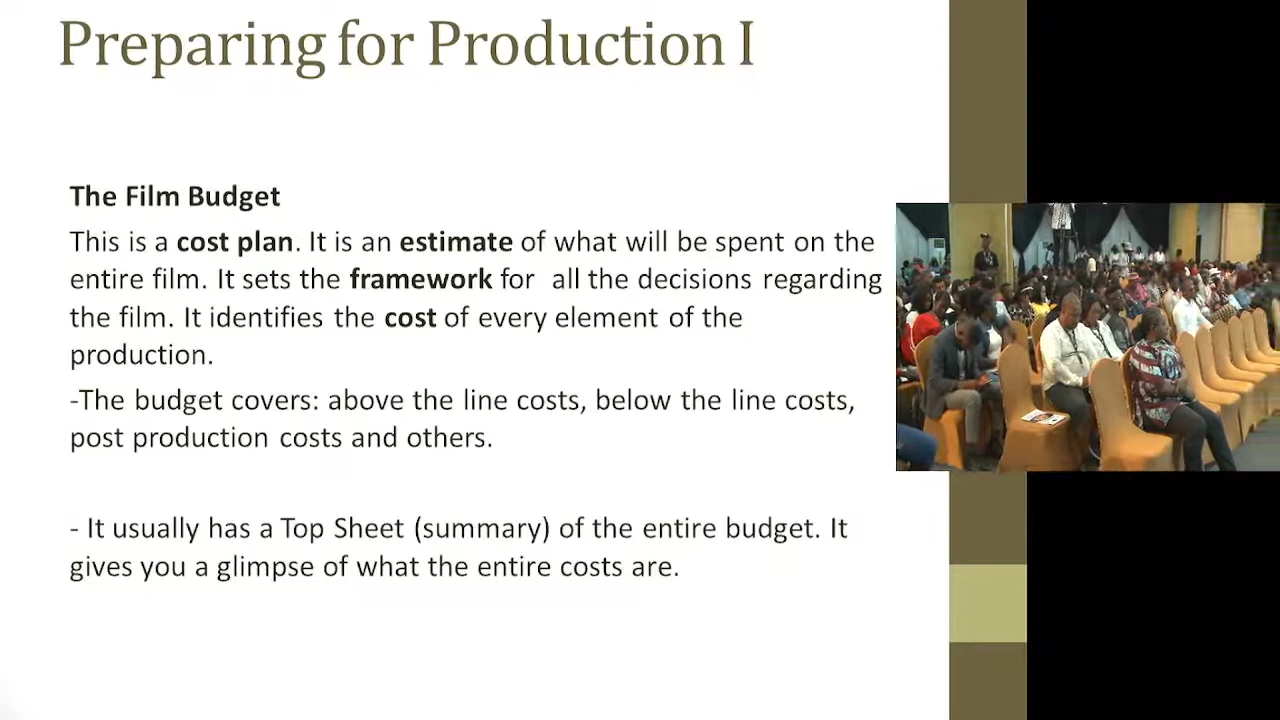 Preparing for Production I
The Film Budget
This is a cost plan. It is an estimate of what will be spent on the
entire film. It sets the framework for  all the decisions regarding
the film. It identifies the cost of every element of the
production.
-The budget covers: above the line costs, below the line costs,
post production costs and others.
- It usually has a Top Sheet (summary) of the entire budget. It
gives you a glimpse of what the entire costs are.